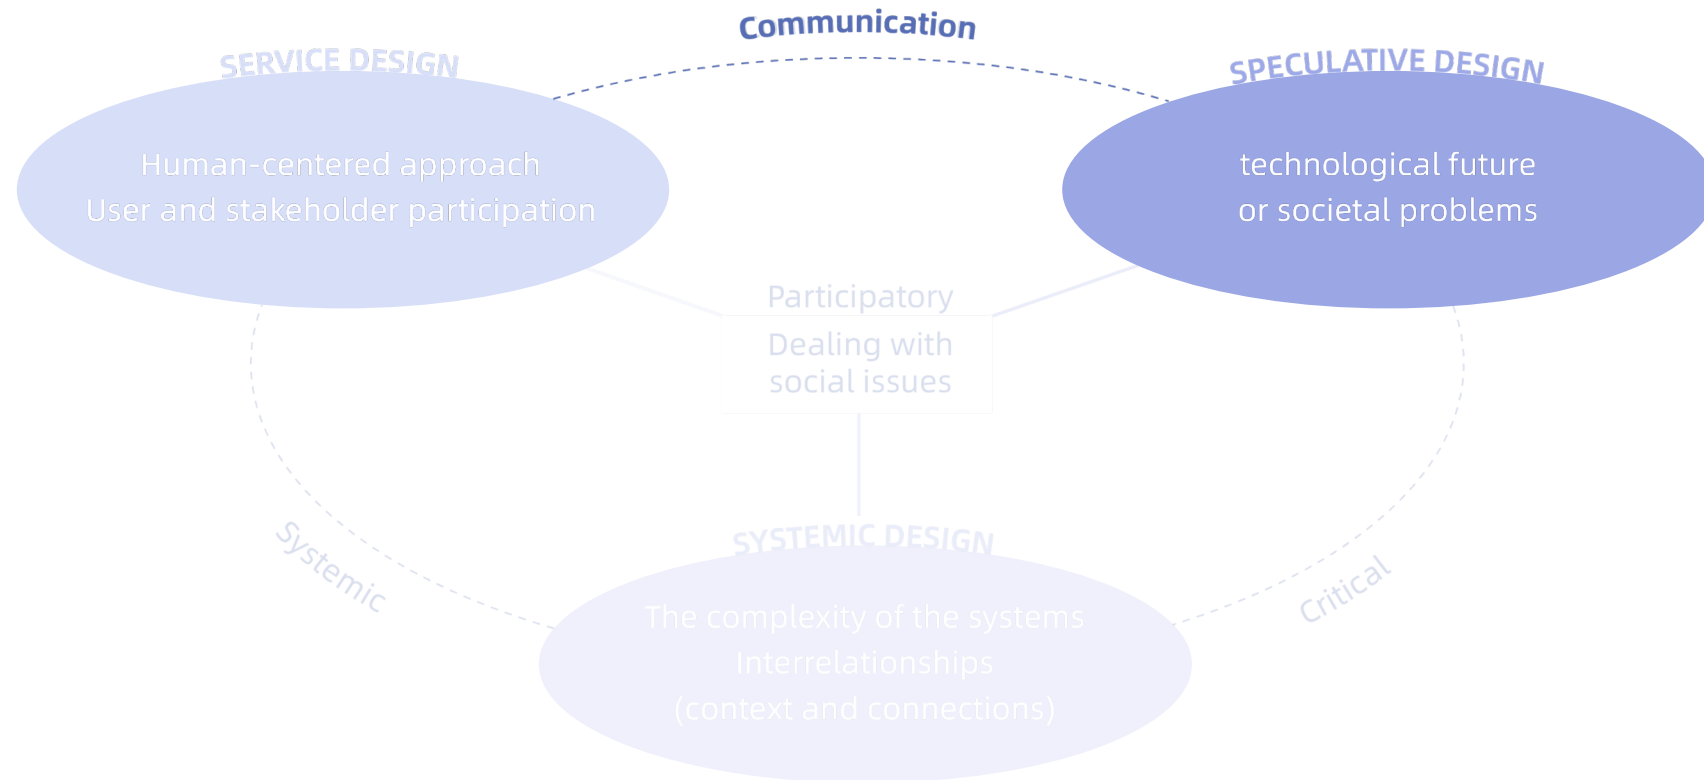 Communication
SERVICE DESIGN
SPECULATIVE DESIGN
Human-centered approach
User and stakeholder participation
technological future
or societal problems
Participatory
Dealing with
social issues
Systemic
Critical
SYSTEMIC DESIGN
The complexity of the systems
Interrelationships
(context and connections)